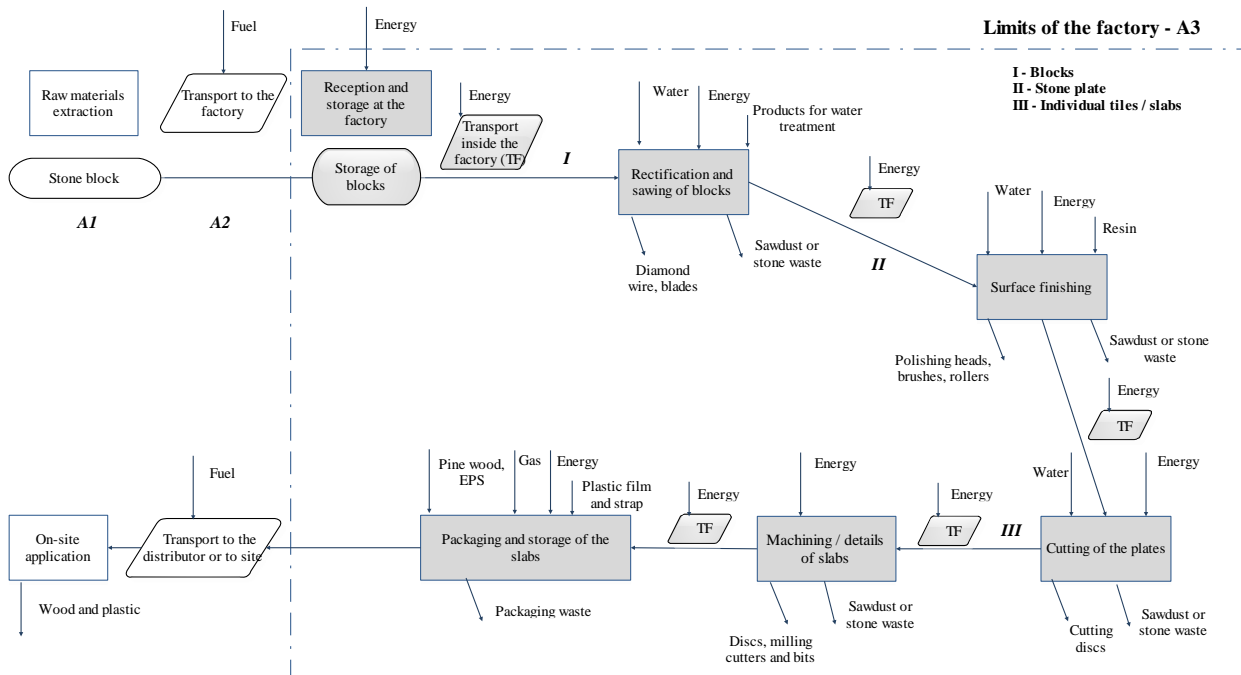 Limits of the factory - A3
I - Blocks
II - Stone plate
III - Individual tiles / slabs
Fuel
Energy
Raw materials
extraction
Transport to the
factory
Reception and
storage at the
factory
Energy
Transport
inside the
factory (TF)
Stone block
Storage of
blocks
A1
A2
I
Water
Energy
Products for water
treatment
Rectification and
sawing of blocks
Diamond
wire, blades
Sawdust or
stone waste
Energy
TF
II
Water
Energy
Resin
Surface finishing
Polishing heads,
brushes, rollers
Sawdust or stone
waste
Energy
TF
Water
Energy
Cutting of the plates
Cutting
discs
Sawdust or
stone waste
III
Energy
TF
Energy
Machining / details
of slabs
Discs, milling
cutters and bits
Sawdust or
stone waste
Energy
TF
Pine wood,
EPS
Gas
Energy
Plastic film
and strap
Packaging and storage of the
slabs
Packaging waste
Fuel
Transport to the
distributor or to site
On-site
application
Wood and plastic